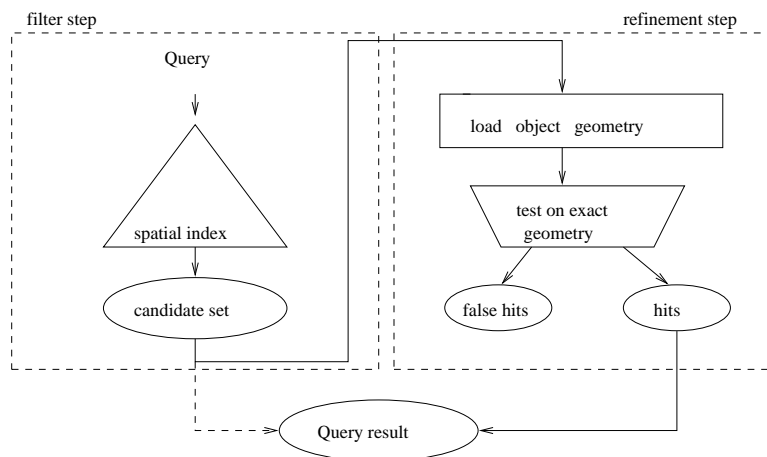 filter step
refinement step
Query
load object geometry
spatial index
test on exact
geometry
candidate set
false hits
hits
Query result